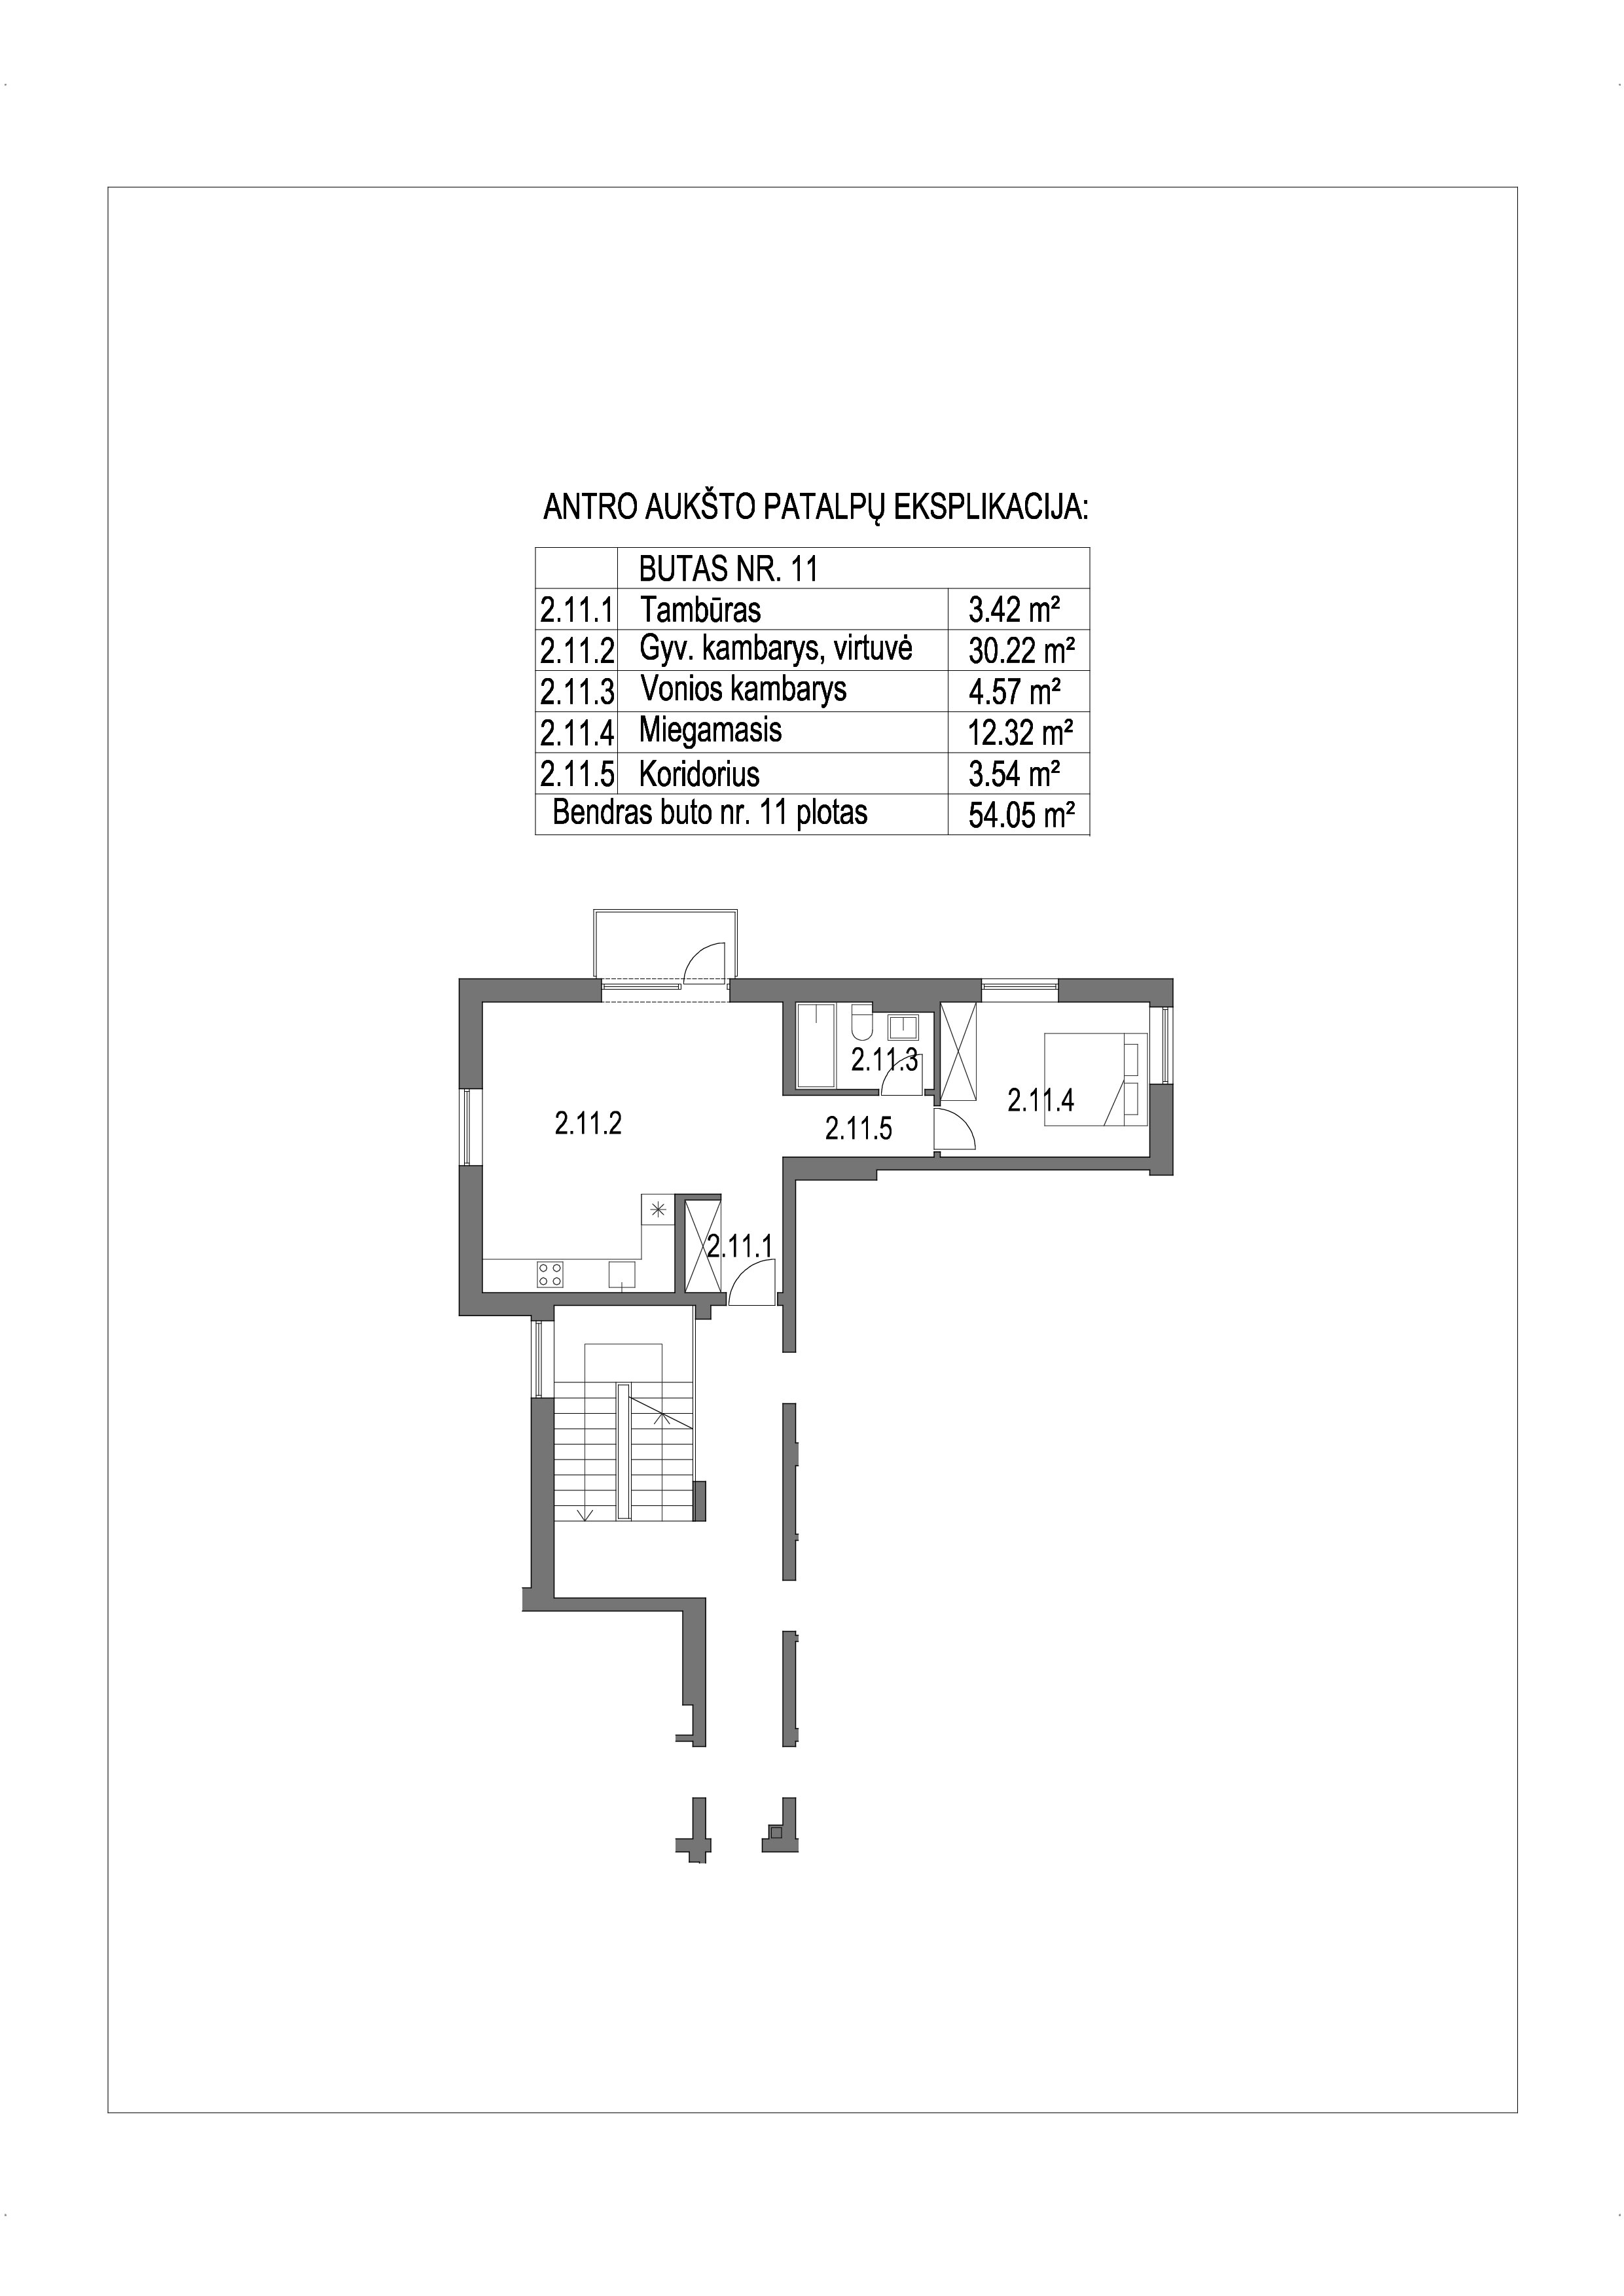 ANTRO AUKŠTO PATALPŲ EKSPLIKACIJA:
BUTAS NR. 11
2.11.1 Tambūras 3.42 m²
2.11.2 Gyv. kambarys, virtuvė 30.22 m²
2.11.3 Vonios kambarys 4.57 m²
2.11.4 Miegamasis 12.32 m²
2.11.5 Koridorius 3.54 m²
Bendras buto nr. 11 plotas 54.05 m²
2.11.3
2.11.4
2.11.2
2.11.5
2.11.1